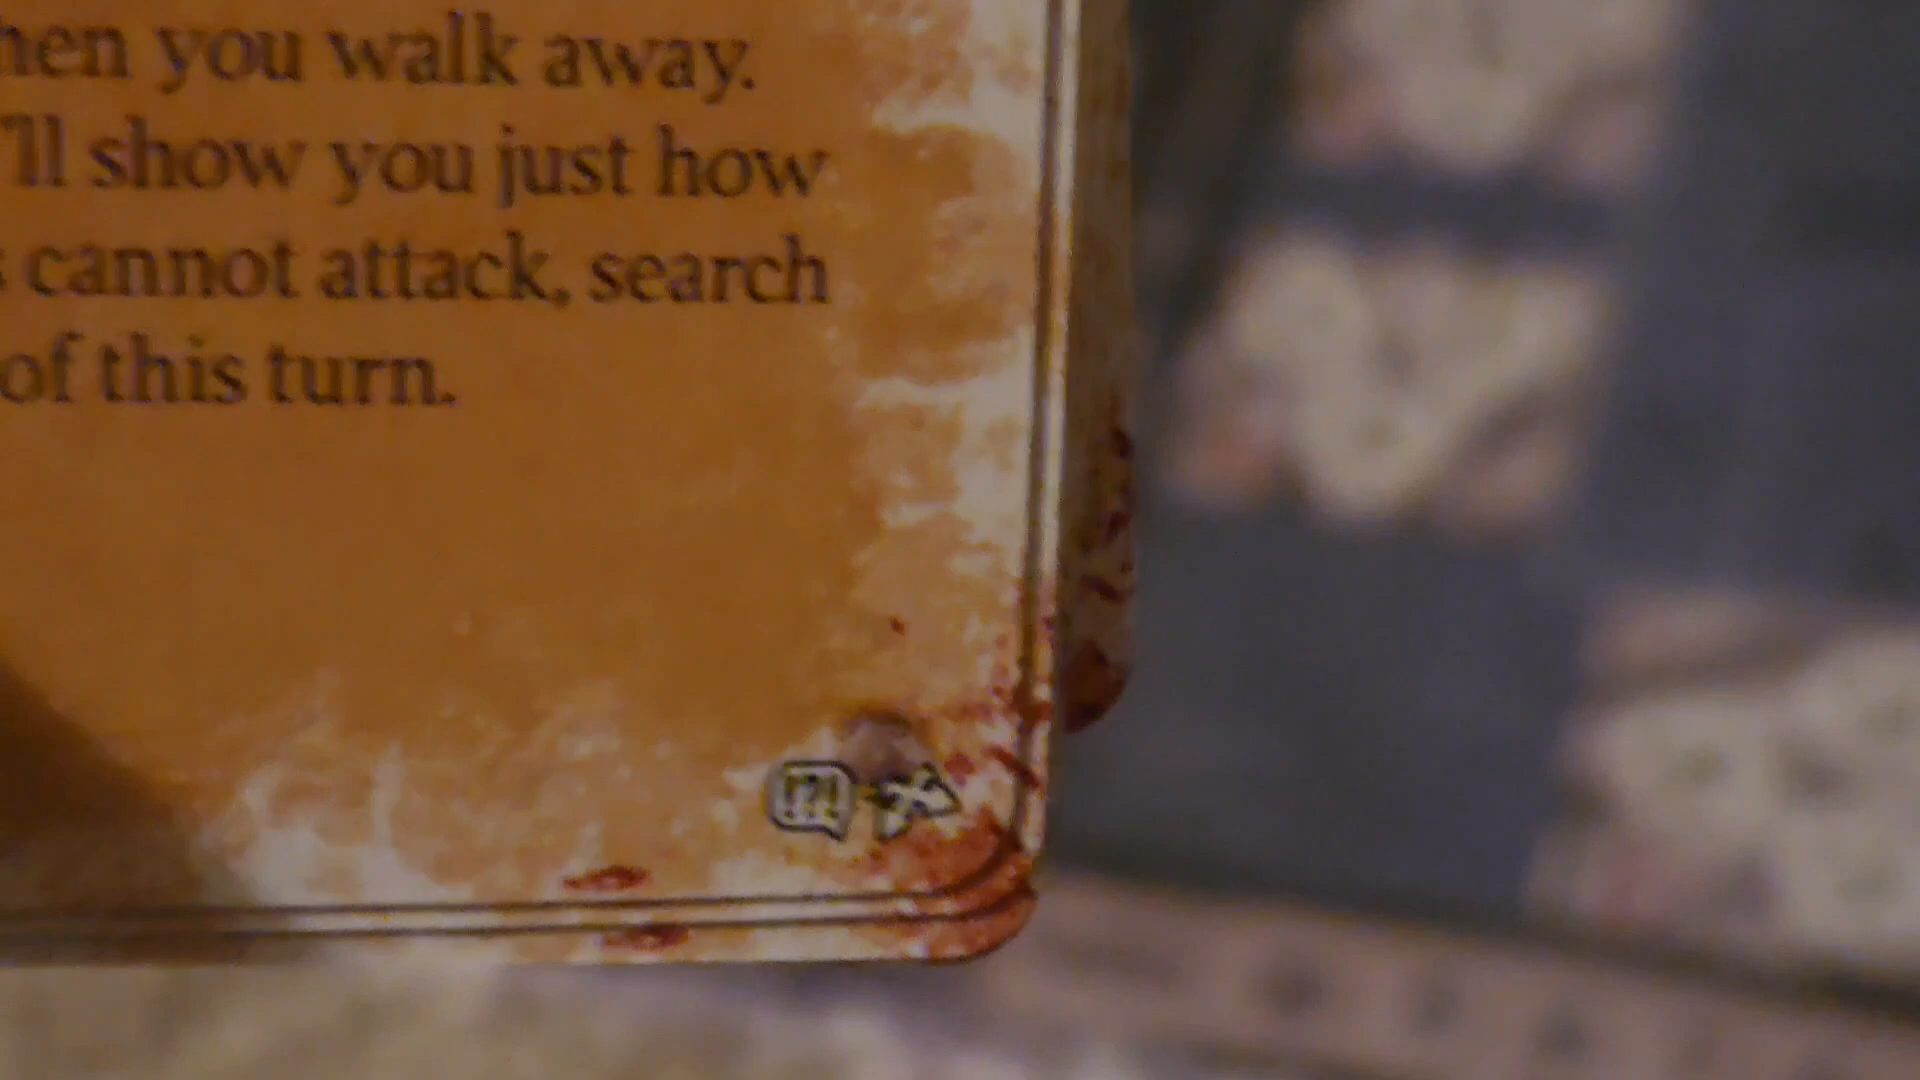 hen you walk away.
'll show you just how
s cannot attack, search
of this turn.